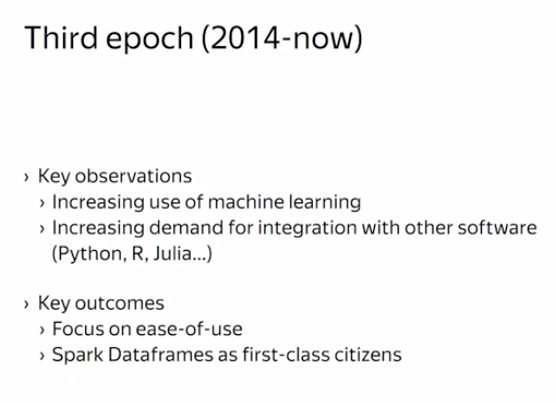 Third epoch (2014-now)
› Key observations
› Increasing use of machine learning
› Increasing demand for integration with other software
(Python, R, Julia...)
› Key outcomes
› Focus on ease-of-use
› Spark Dataframes as first-class citizens